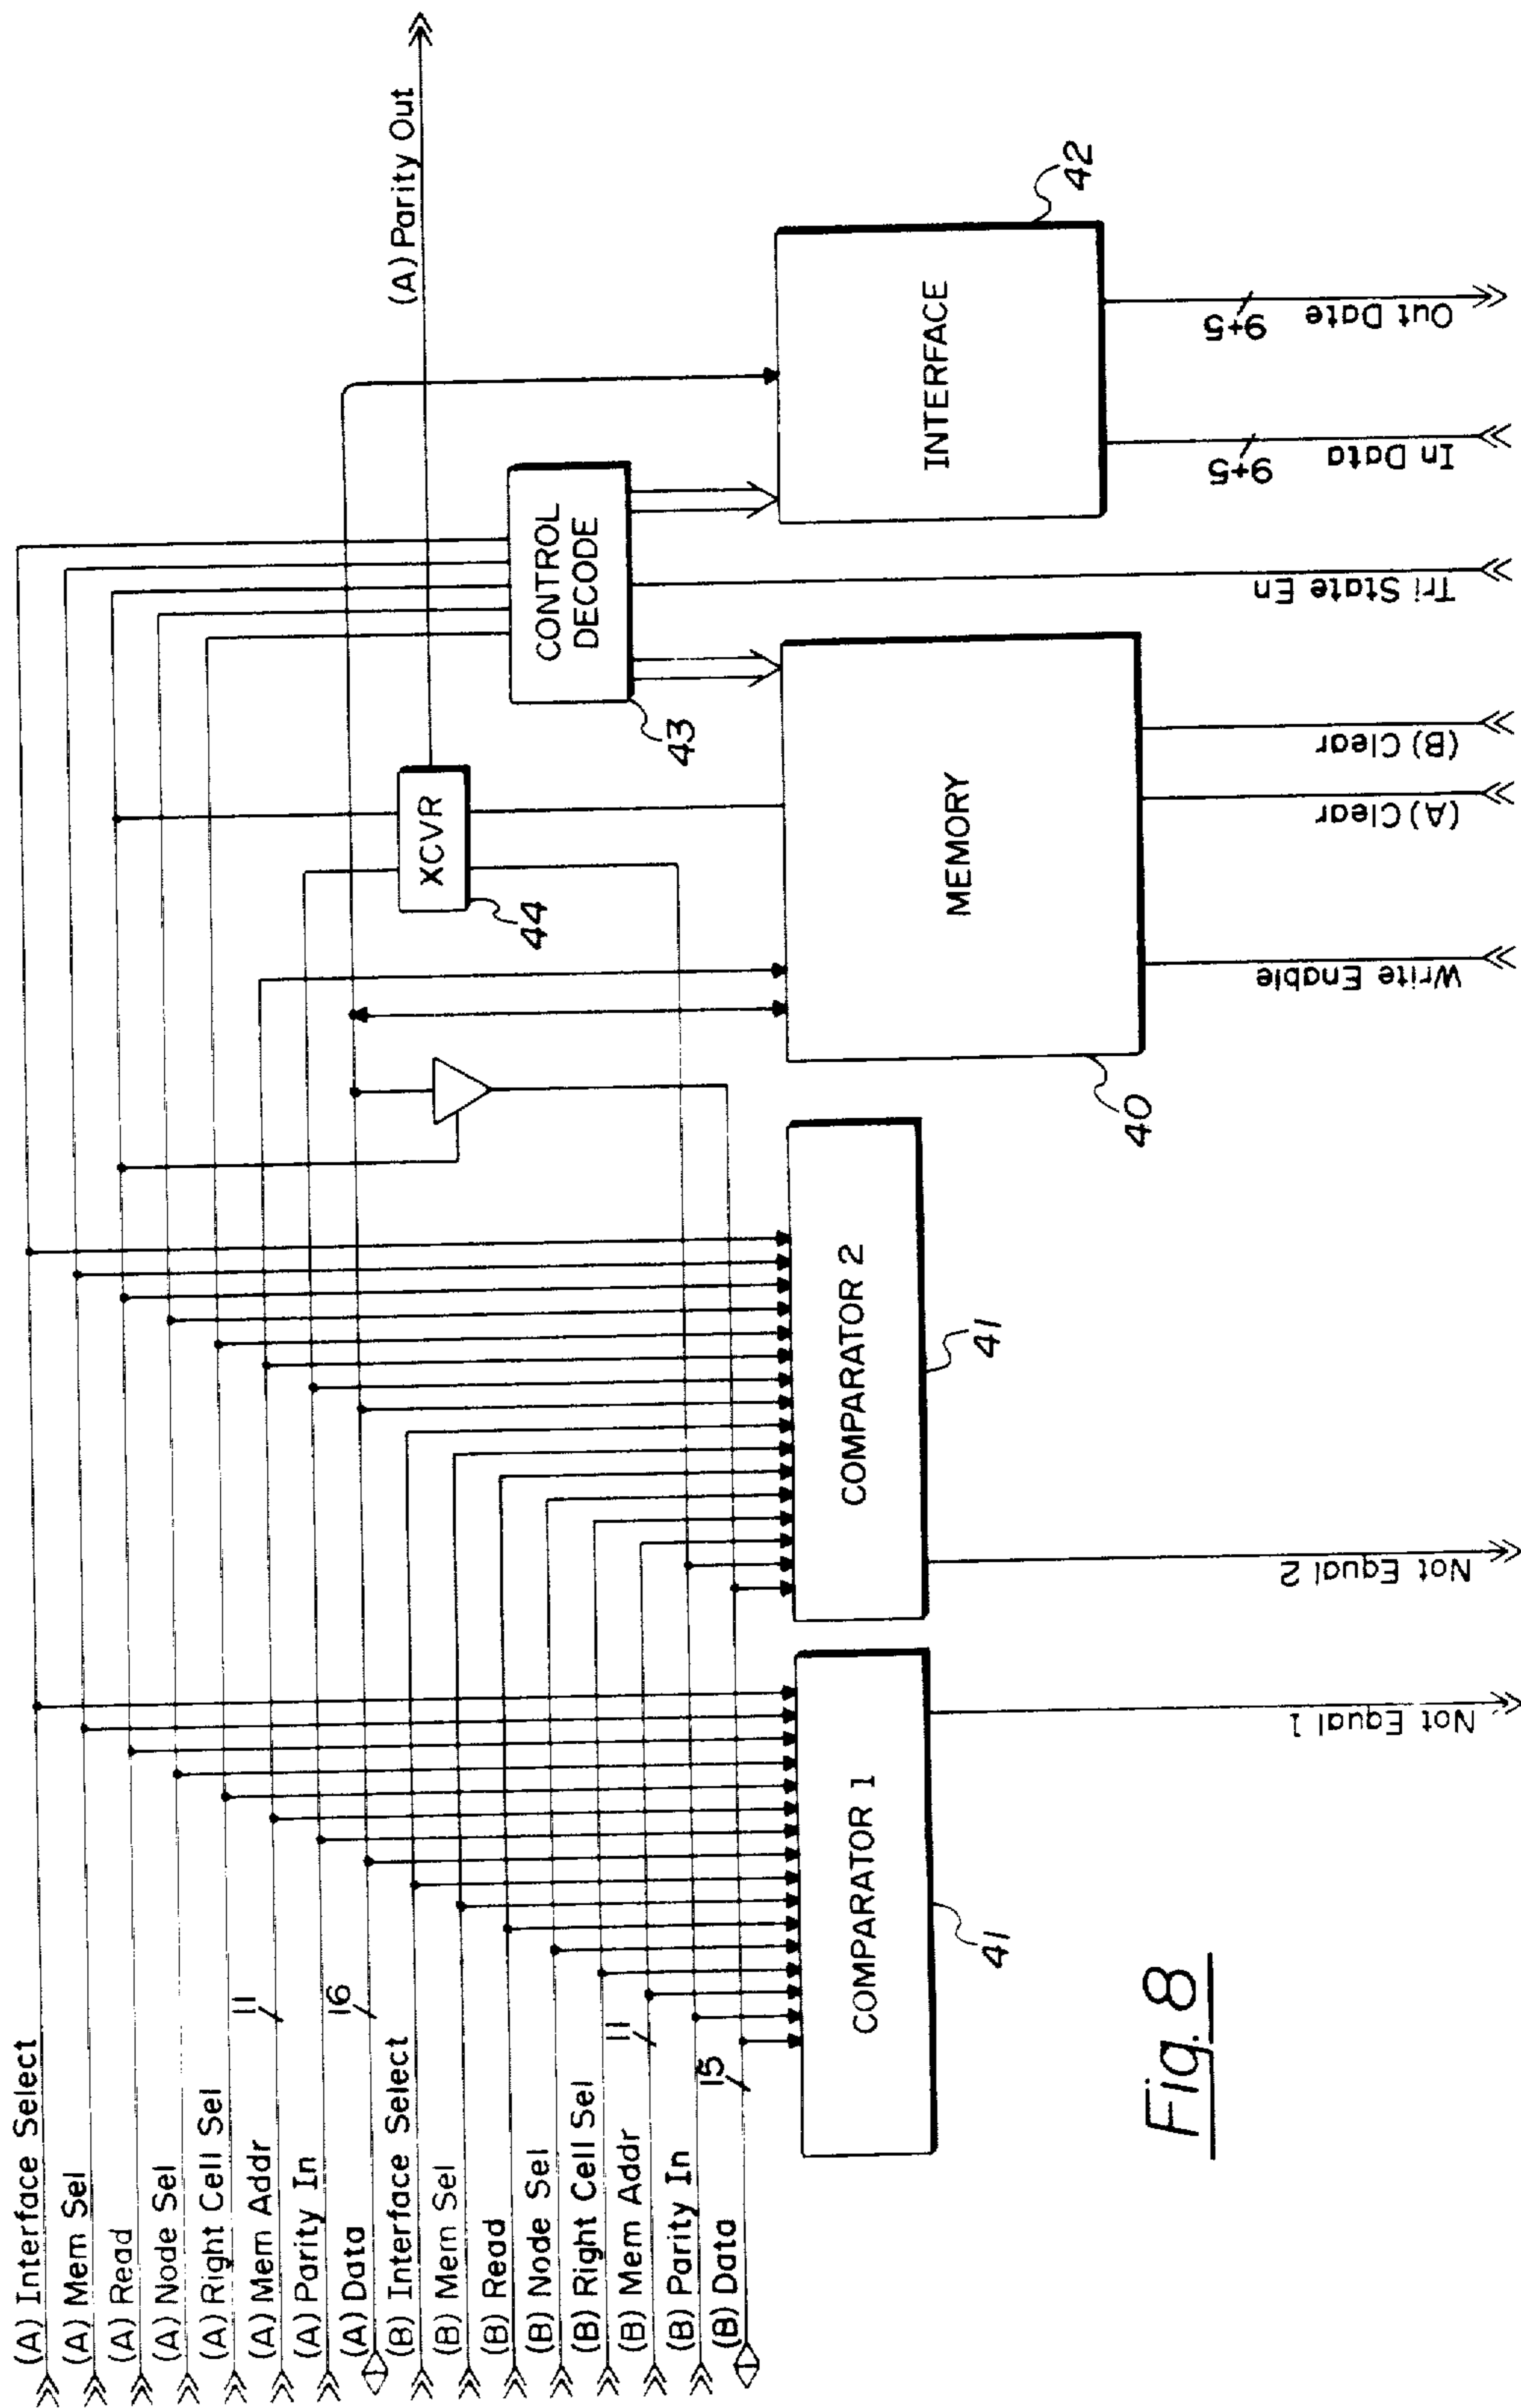 (A) Interface Select
(A) Mem Sel
(A) Read
(A) Node Sel
(A) Right Cell Sel
(A) Mem Addr
11
(A) Parity In
(A) Data
16
(B) Interface Select
(B) Mem Sel
(B) Read
(B) Node Sel
(B) Right Cell Sel
(B) Mem Addr
11
(B) Parity In
(B) Data
15
(A) Parity Out
XCVR
44
CONTROL
DECODE
43
COMPARATOR 1
41
COMPARATOR 2
41
MEMORY
40
INTERFACE
42
Not Equal 1
Not Equal 2
Write Enable
(A) Clear
(B) Clear
Tri State En
In Data
9+5
Out Date
9+5
Fig. 8